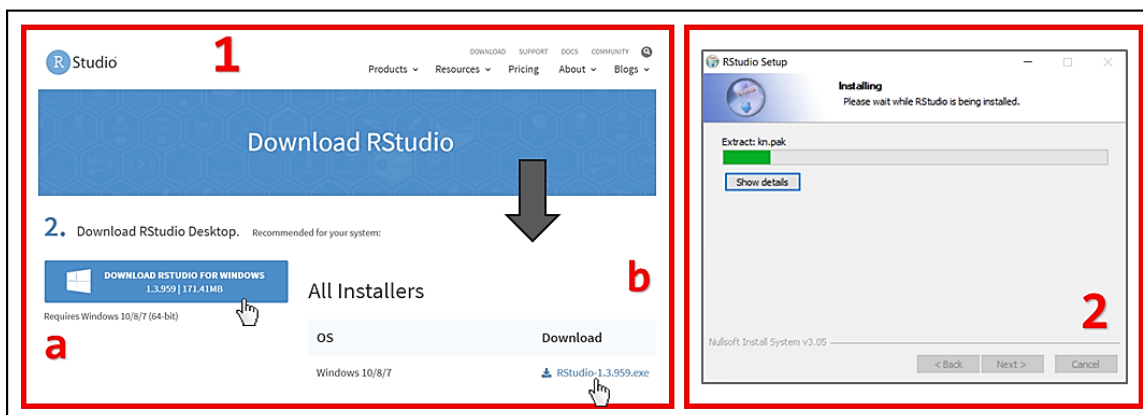 1
R Studio
DOWNLOAD SUPPORT DOCS COMMUNITY
Products Resources Pricing About Blogs
Download RStudio
2. Download RStudio Desktop. Recommended for your system:
DOWNLOAD RSTUDIO FOR WINDOWS
1.3.959 | 171.41MB
Requires Windows 10/8/7 (64-bit)
a
b
All Installers
OS Download
Windows 10/8/7 RStudio-1.3.959.exe
RStudio Setup
Installing
Please wait while RStudio is being installed.
Extract: kn.pak
Show details
2
Nullsoft Install System v3.05
< Back Next > Cancel